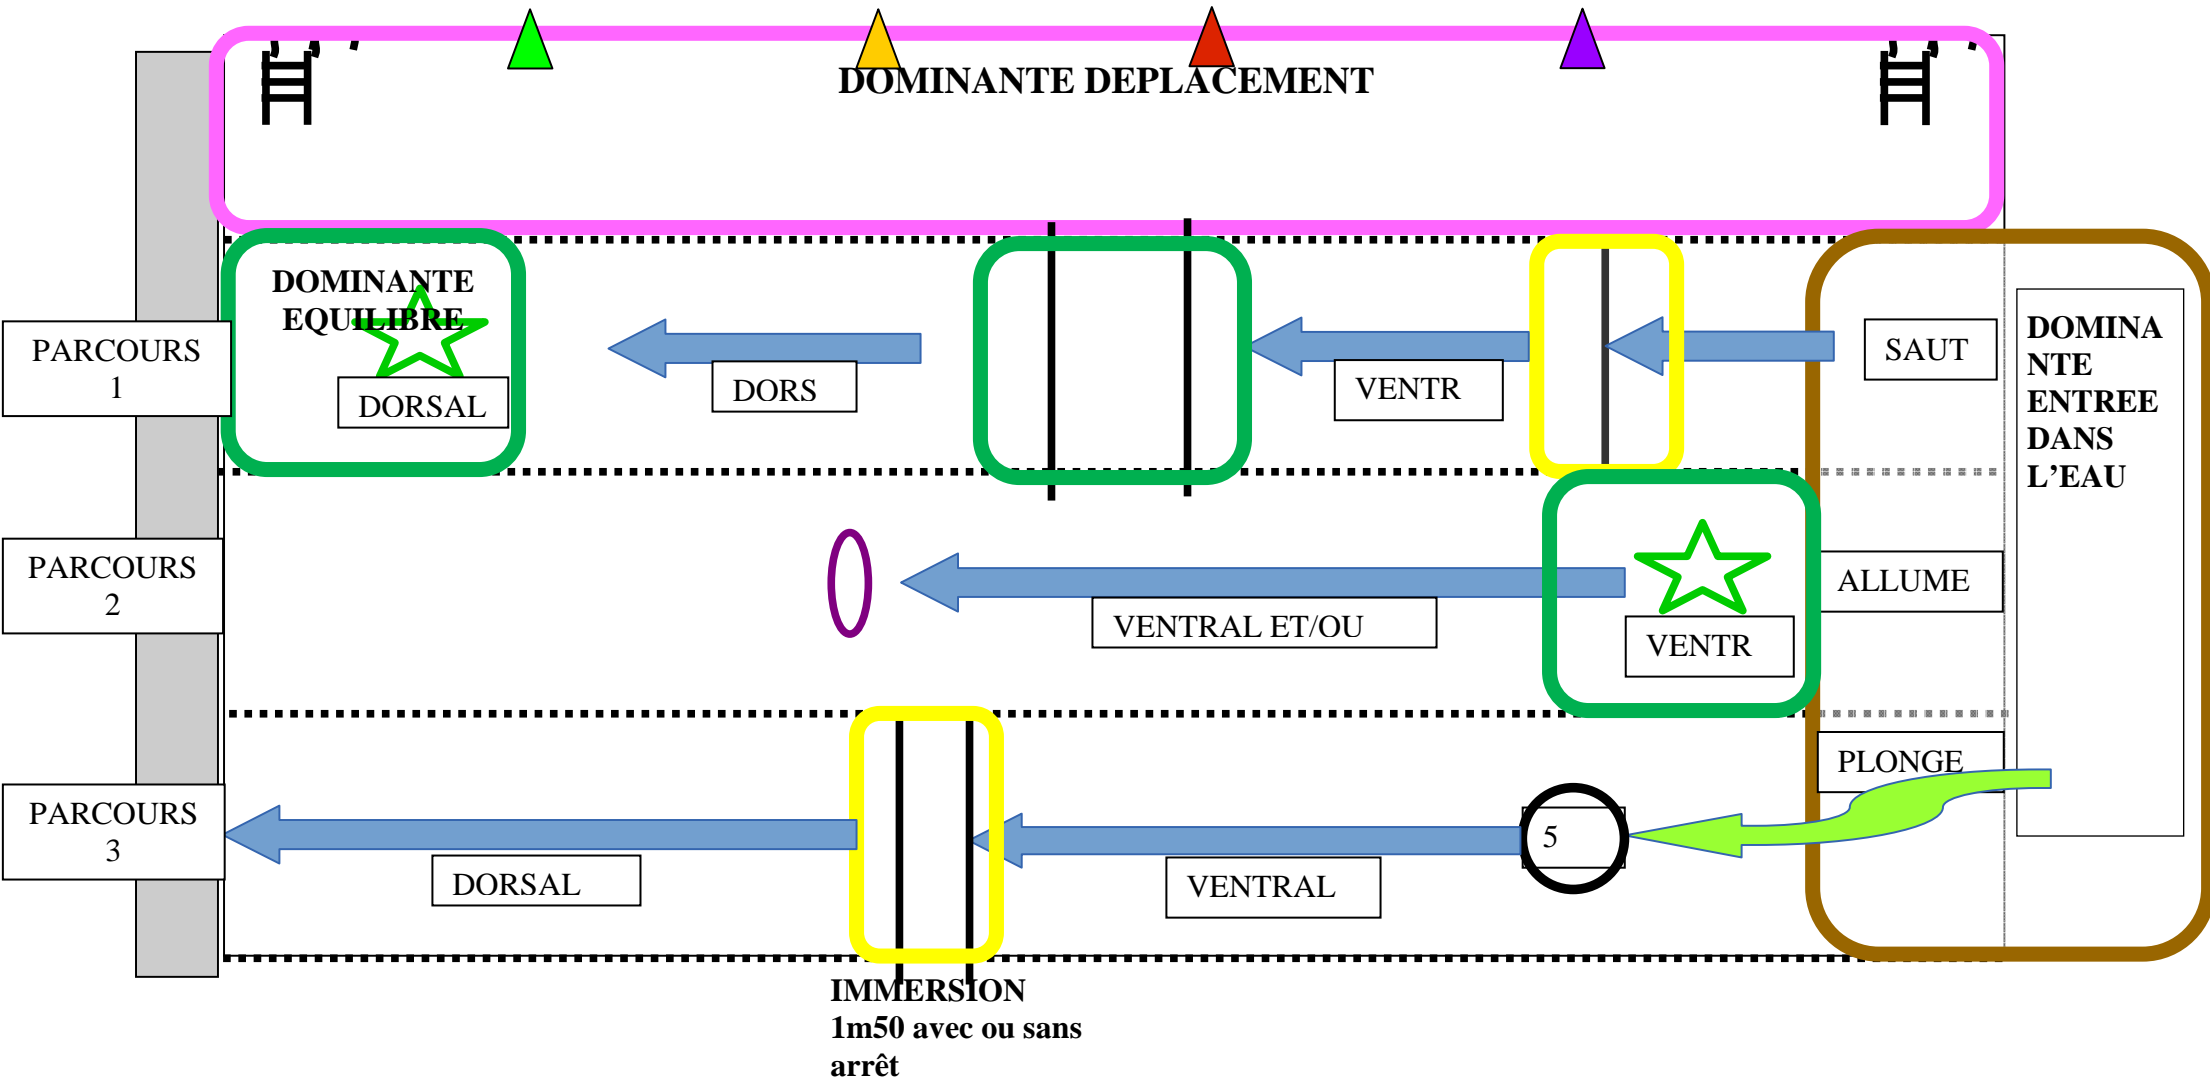 DOMINANTE DEPLACEMENT
DOMINANTE
EQUILIBRE
DORSAL
PARCOURS
1
DORS
VENTR
SAUT
DOMINA
NTE
ENTREE
DANS
L'EAU
PARCOURS
2
VENTRAL ET/OU
VENTR
ALLUME
PLONGE
PARCOURS
3
DORSAL
VENTRAL
5
IMMERSION
1m50 avec ou sans
arrêt